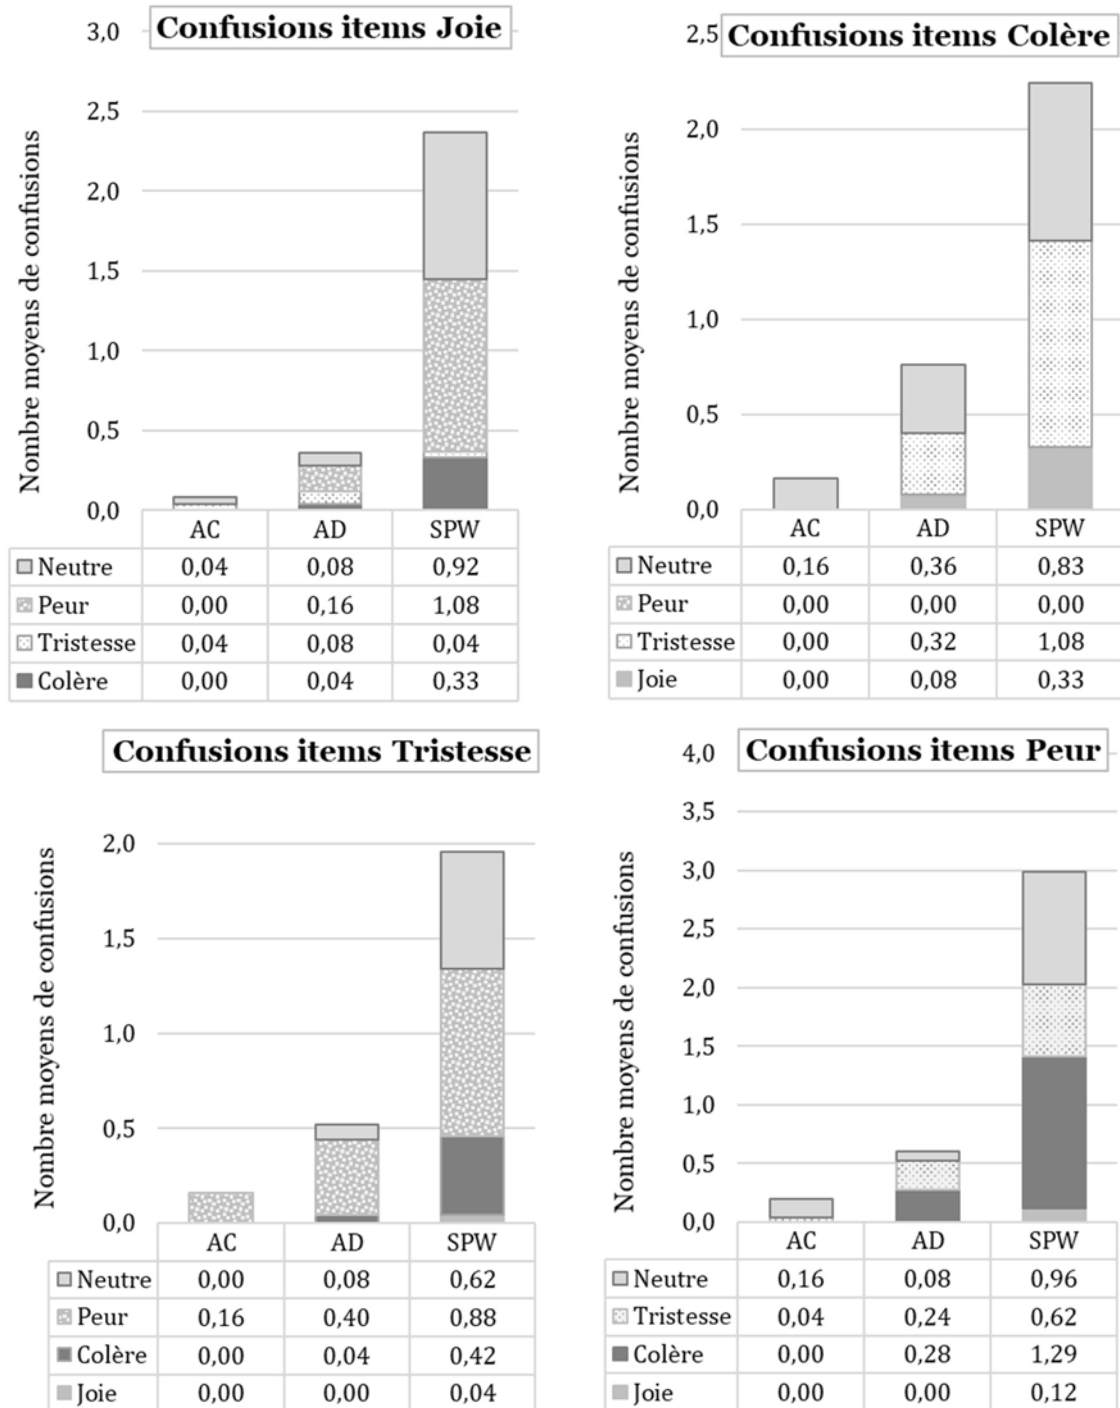 Confusions items Joie
Nombre moyens de confusions
3,0
2,5
2,0
1,5
1,0
0,5
0,0
AC AD SPW
Neutre 0,04 0,08 0,92
Peur 0,00 0,16 1,08
Tristesse 0,04 0,08 0,04
Colère 0,00 0,04 0,33
Confusions items Colère
Nombre moyens de confusions
2,5
2,0
1,5
1,0
0,5
0,0
AC AD SPW
Neutre 0,16 0,36 0,83
Peur 0,00 0,00 0,00
Tristesse 0,00 0,32 1,08
Joie 0,00 0,08 0,33
Confusions items Tristesse
Nombre moyens de confusions
2,0
1,5
1,0
0,5
0,0
AC AD SPW
Neutre 0,00 0,08 0,62
Peur 0,16 0,40 0,88
Colère 0,00 0,04 0,42
Joie 0,00 0,00 0,04
Confusions items Peur
Nombre moyens de confusions
4,0
3,5
3,0
2,5
2,0
1,5
1,0
0,5
0,0
AC AD SPW
Neutre 0,16 0,08 0,96
Tristesse 0,04 0,24 0,62
Colère 0,00 0,28 1,29
Joie 0,00 0,00 0,12